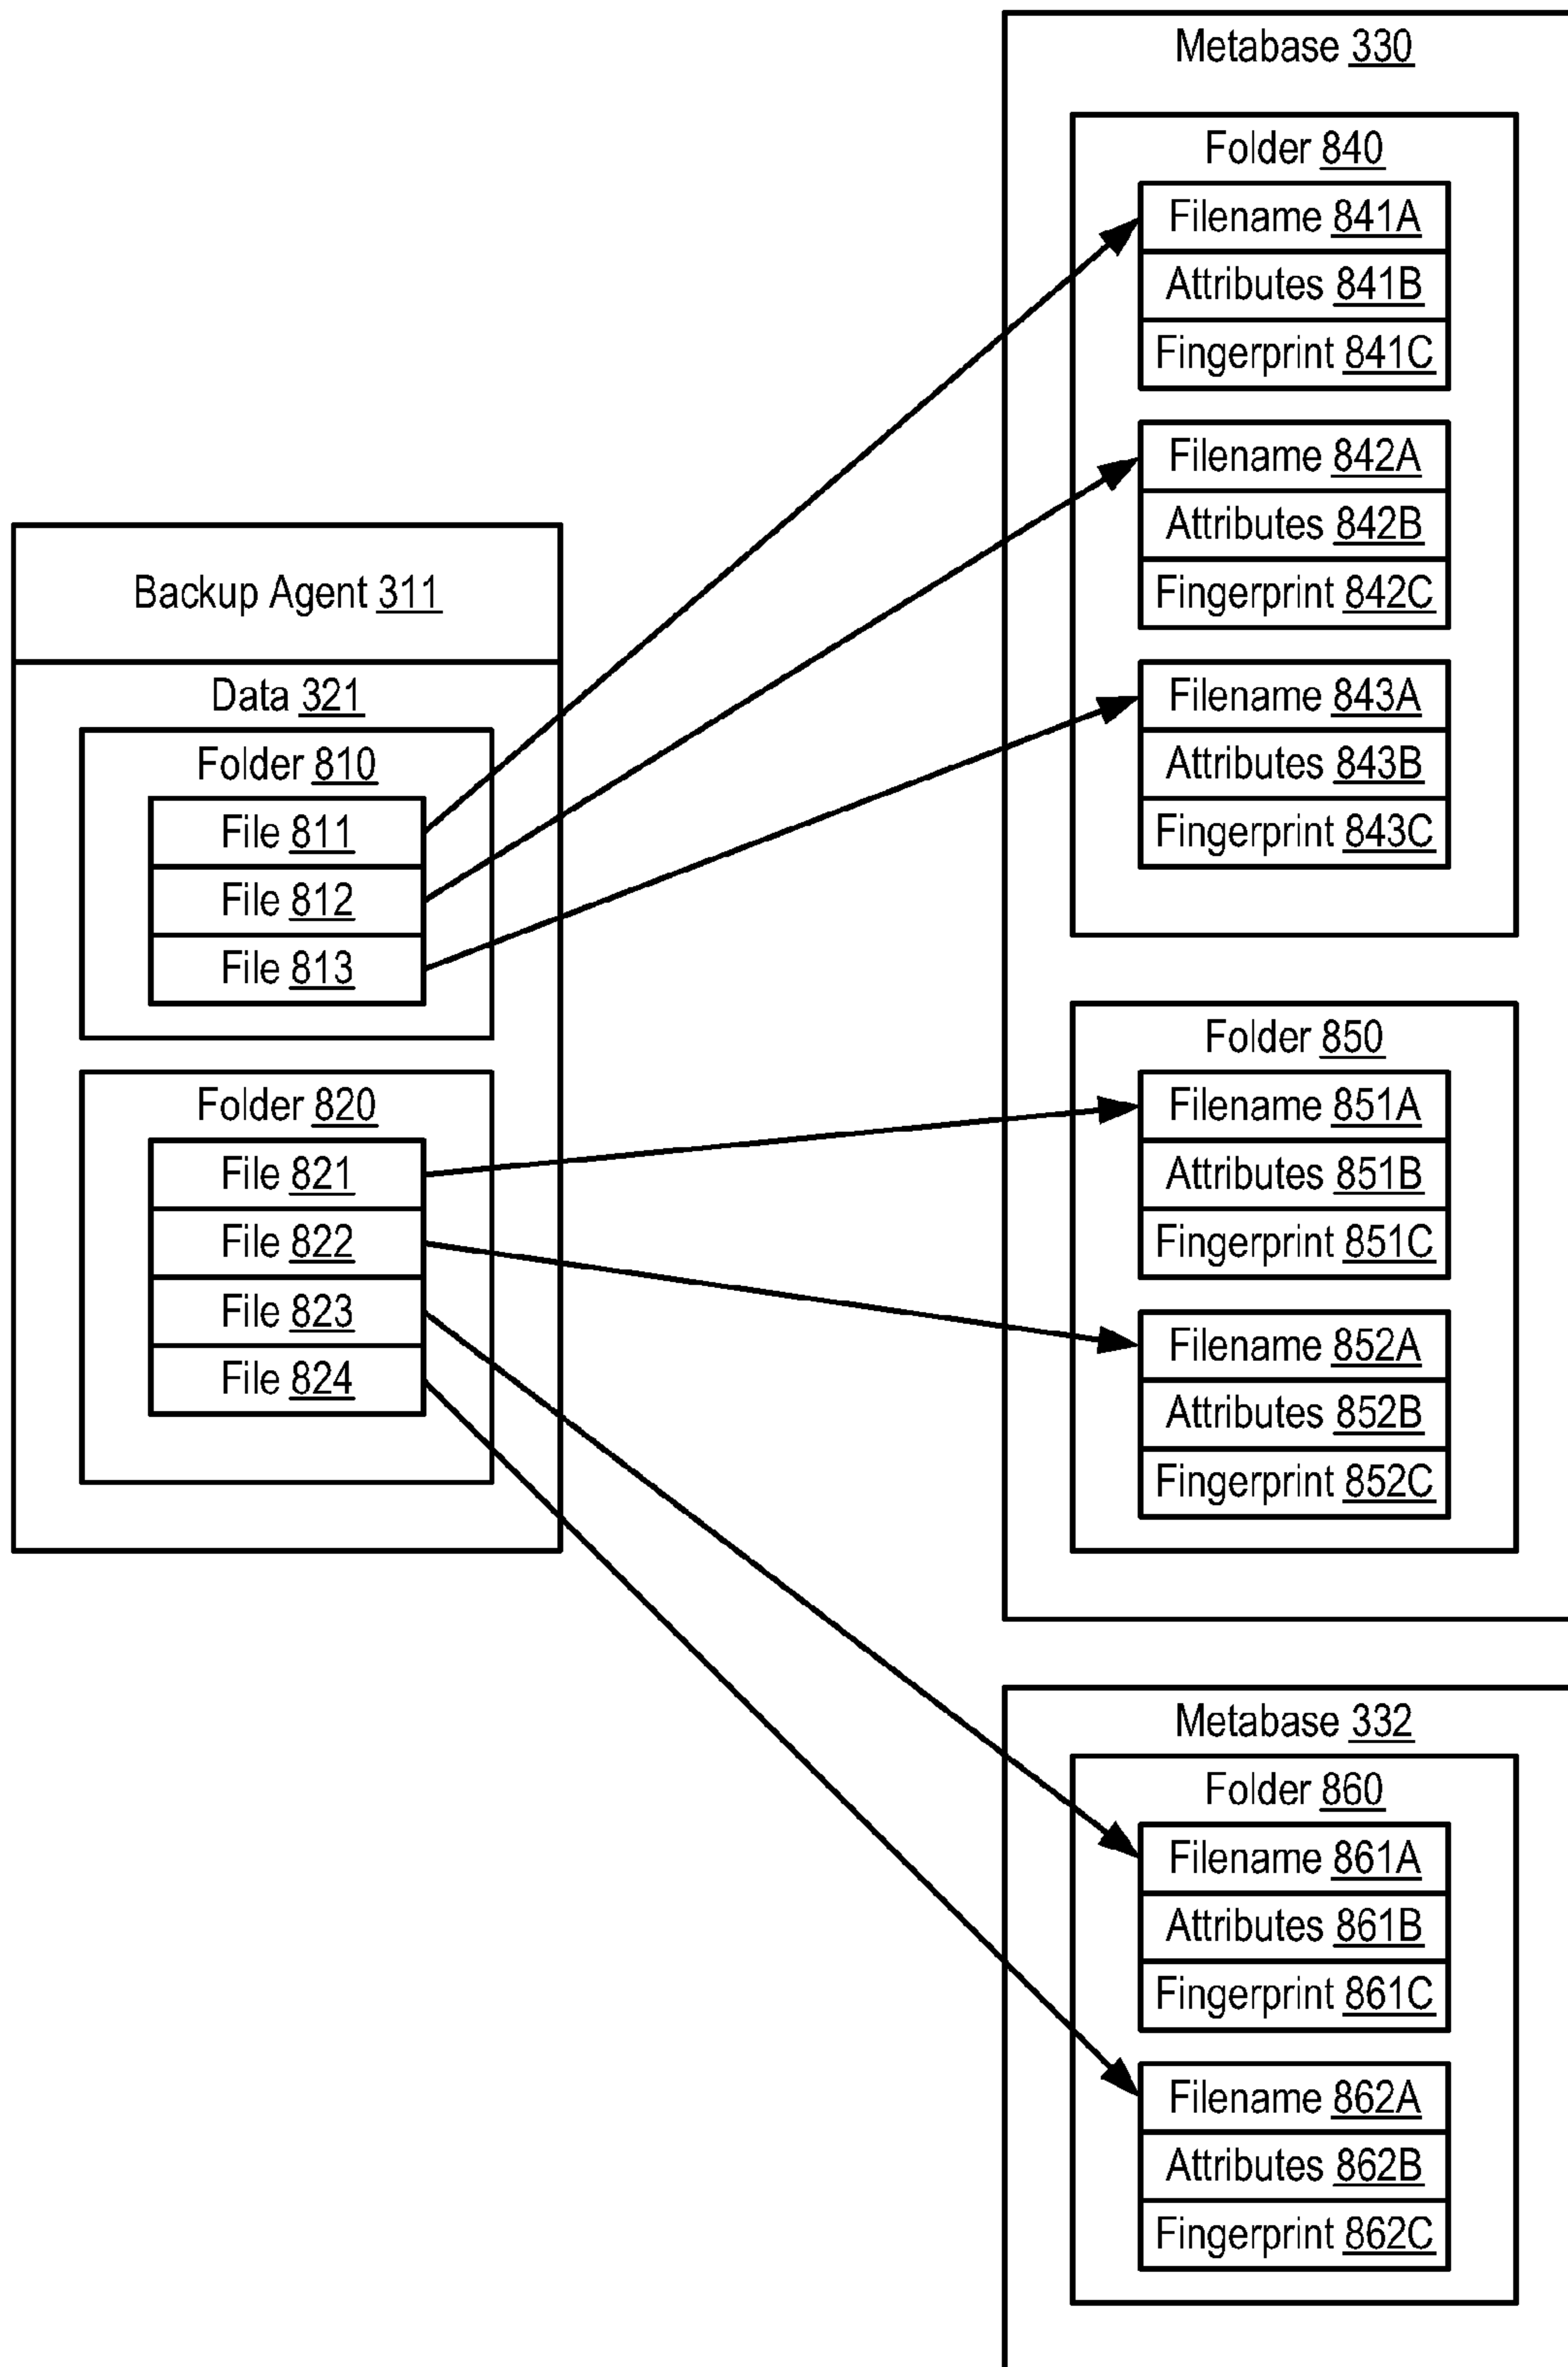 Backup Agent 311
Data 321
Folder 810
File 811
File 812
File 813
Folder 820
File 821
File 822
File 823
File 824
Metabase 330
Folder 840
Filename 841A
Attributes 841B
Fingerprint 841C
Filename 842A
Attributes 842B
Fingerprint 842C
Filename 843A
Attributes 843B
Fingerprint 843C
Folder 850
Filename 851A
Attributes 851B
Fingerprint 851C
Filename 852A
Attributes 852B
Fingerprint 852C
Metabase 332
Folder 860
Filename 861A
Attributes 861B
Fingerprint 861C
Filename 862A
Attributes 862B
Fingerprint 862C